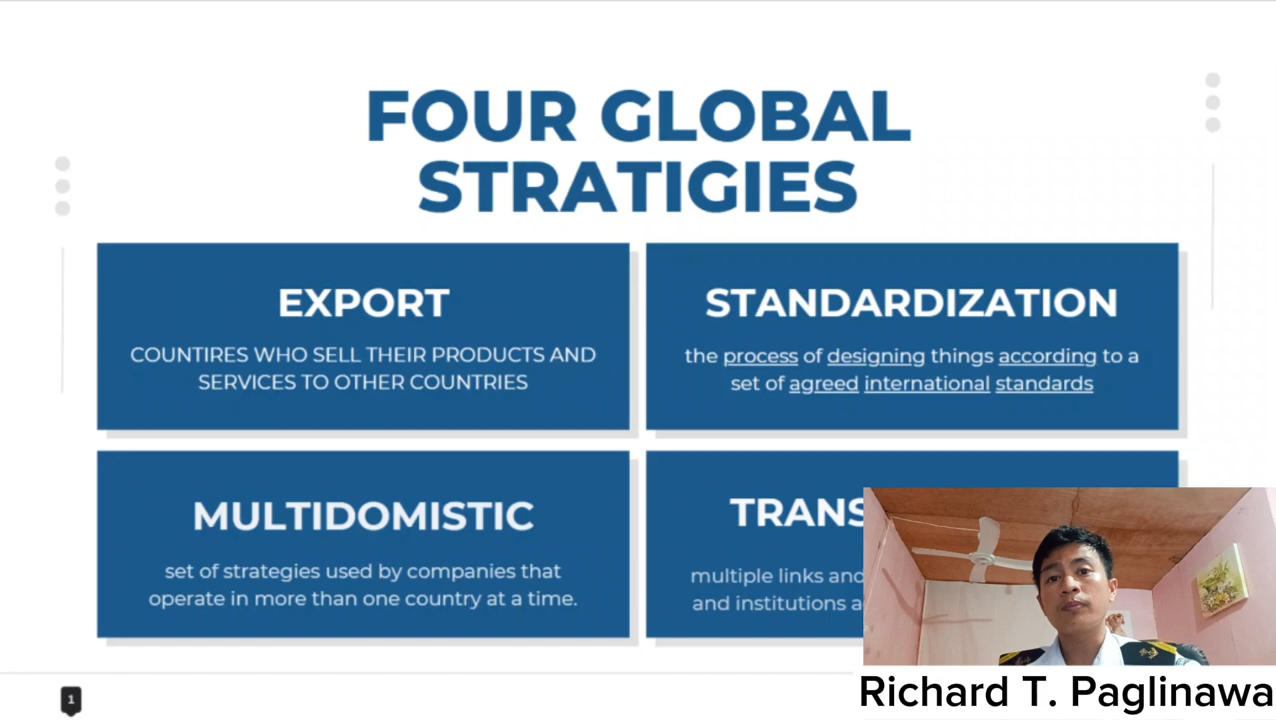 FOUR GLOBAL
STRATIGIES
EXPORT
COUNTIRES WHO SELL THEIR PRODUCTS AND
SERVICES TO OTHER COUNTRIES
STANDARDIZATION
the process of designing things according to a
set of agreed international standards
MULTIDOMISTIC
set of strategies used by companies that
operate in more than one country at a time.
TRANS
multiple links and
and institutions a
1
Richard T. Paglinawa